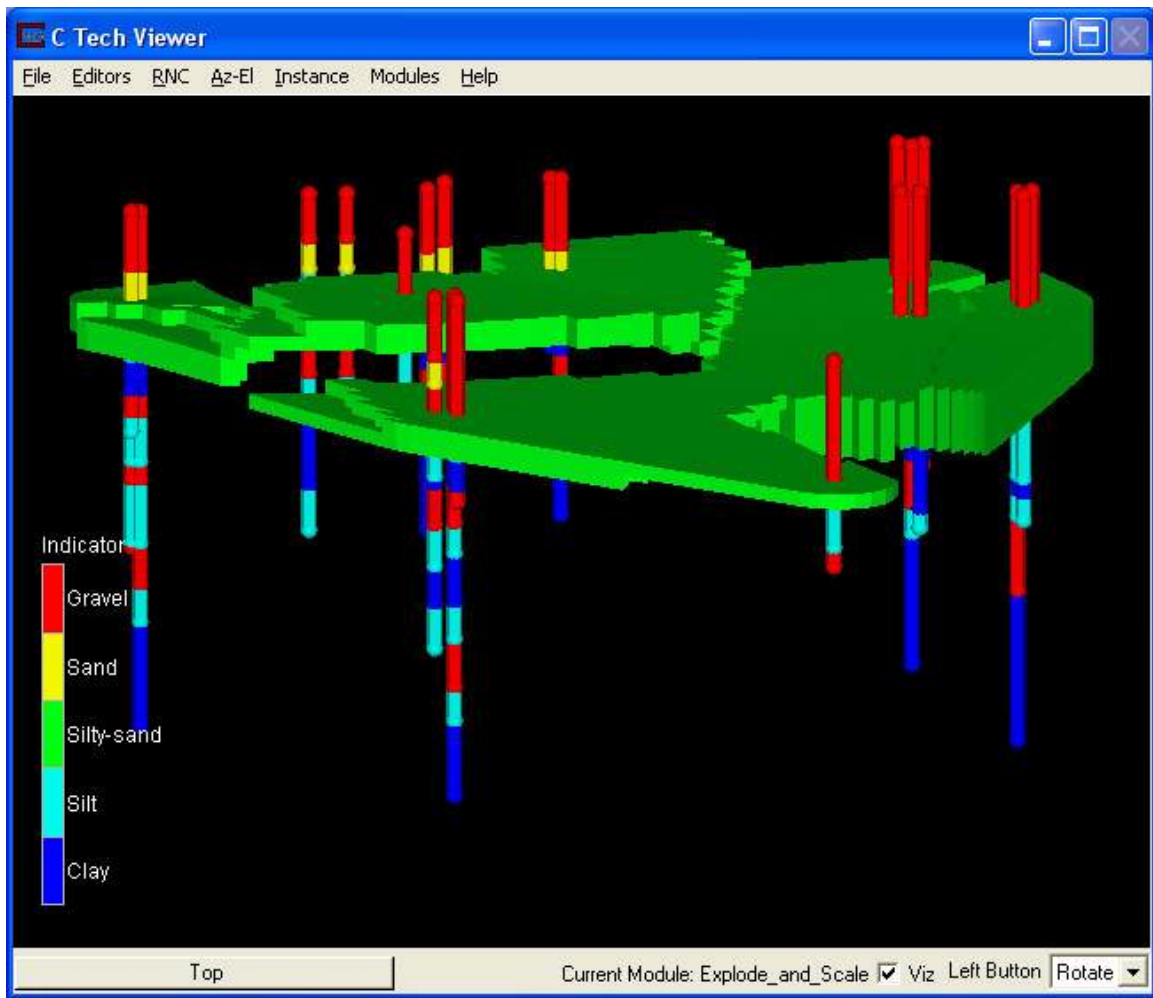 C Tech Viewer
File Editors RNC Az-El Instance Modules Help
Indicator
Gravel
Sand
Silty-sand
Silt
Clay
Top Current Module: Explode_and_Scale Viz Left Button Rotate